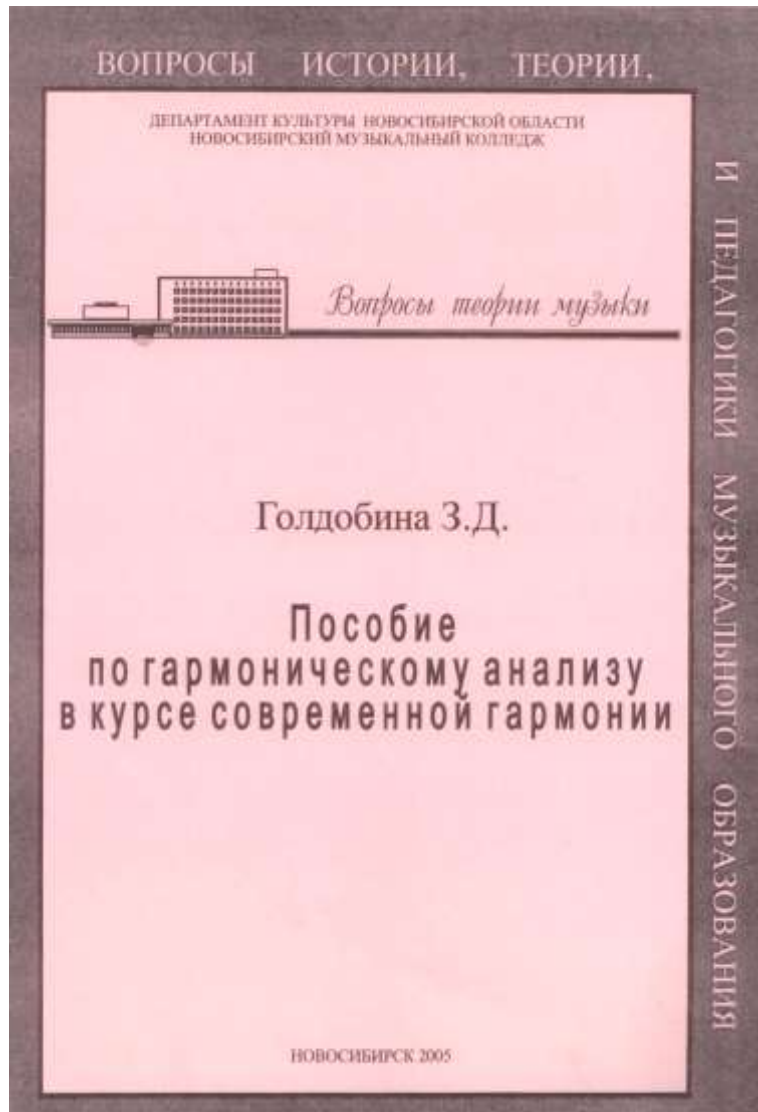 ВОПРОСЫ ИСТОРИИ, ТЕОРИИ,
И ПЕДАГОГИКИ МУЗЫКАЛЬНОГО ОБРАЗОВАНИЯ
ДЕПАРТАМЕНТ КУЛЬТУРЫ НОВОСИБИРСКОЙ ОБЛАСТИ
НОВОСИБИРСКИЙ МУЗЫКАЛЬНЫЙ КОЛЛЕДЖ
Вопросы теории музыки
Голдобина З.Д.
Пособие
по гармоническому анализу
в курсе современной гармонии
НОВОСИБИРСК 2005